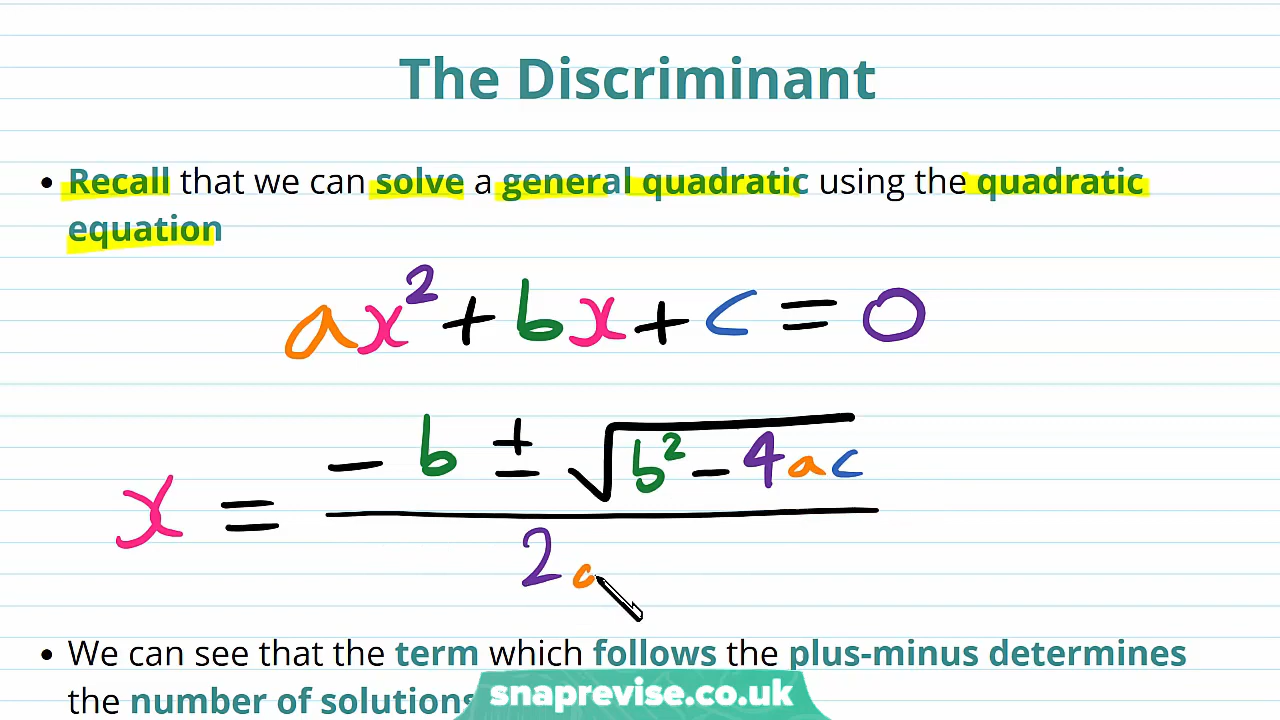 The Discriminant
• Recall that we can solve a general quadratic using the quadratic
equation
ax² + bx + c = 0
x = (-b ± √(b² - 4ac)) / 2a
• We can see that the term which follows the plus-minus determines
the number of solutions
snaprevise.co.uk